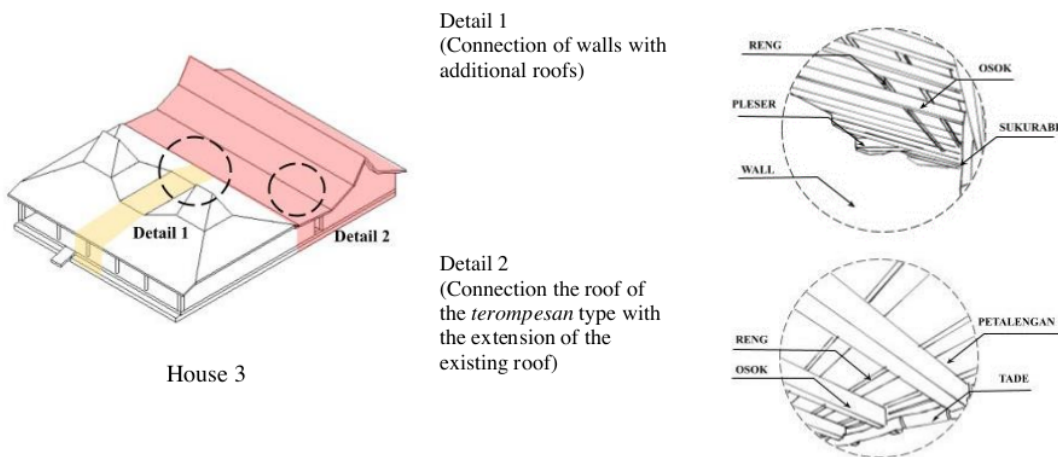 Detail 1
(Connection of walls with
additional roofs)
RENG
OSOK
PLESER
SUKURABI
WALL
Detail 1
Detail 2
House 3
Detail 2
(Connection the roof of
the terompesan type with
the extension of the
existing roof)
PETALENGAN
RENG
OSOK
TADE